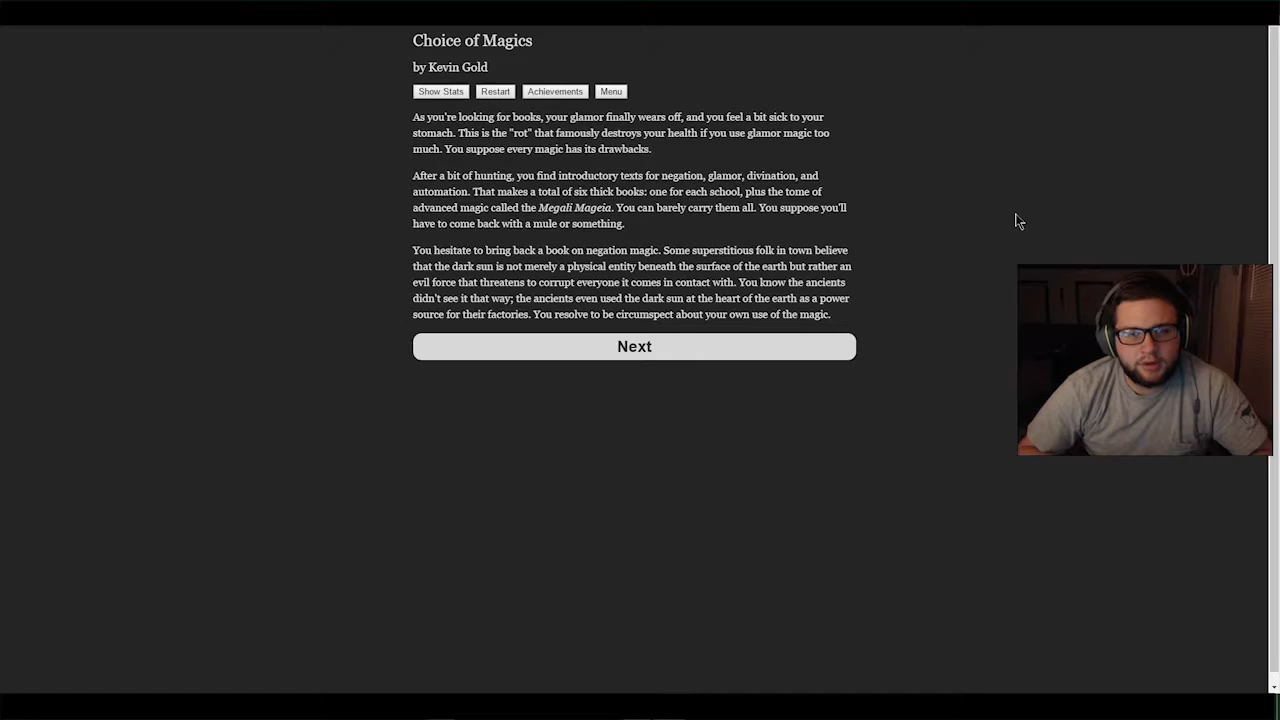 Choice of Magics
by Kevin Gold
Show Stats Restart Achievements Menu
As you're looking for books, your glamor finally wears off, and you feel a bit sick to your
stomach. This is the "rot" that famously destroys your health if you use glamor magic too
much. You suppose every magic has its drawbacks.
After a bit of hunting, you find introductory texts for negation, glamor, divination, and
automation. That makes a total of six thick books: one for each school, plus the tome of
advanced magic called the Megali Mageia. You can barely carry them all. You suppose you'll
have to come back with a mule or something.
You hesitate to bring back a book on negation magic. Some superstitious folk in town believe
that the dark sun is not merely a physical entity beneath the surface of the earth but rather an
evil force that threatens to corrupt everyone it comes in contact with. You know the ancients
didn't see it that way; the ancients even used the dark sun at the heart of the earth as a power
source for their factories. You resolve to be circumspect about your own use of the magic.
Next